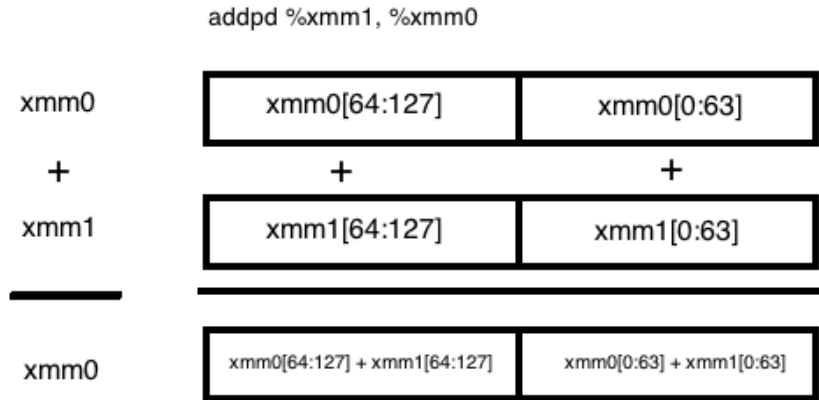 addpd %xmm1, %xmm0
xmm0 xmm0[64:127] xmm0[0:63]
+ + +
xmm1 xmm1[64:127] xmm1[0:63]
xmm0 xmm0[64:127] + xmm1[64:127] xmm0[0:63] + xmm1[0:63]